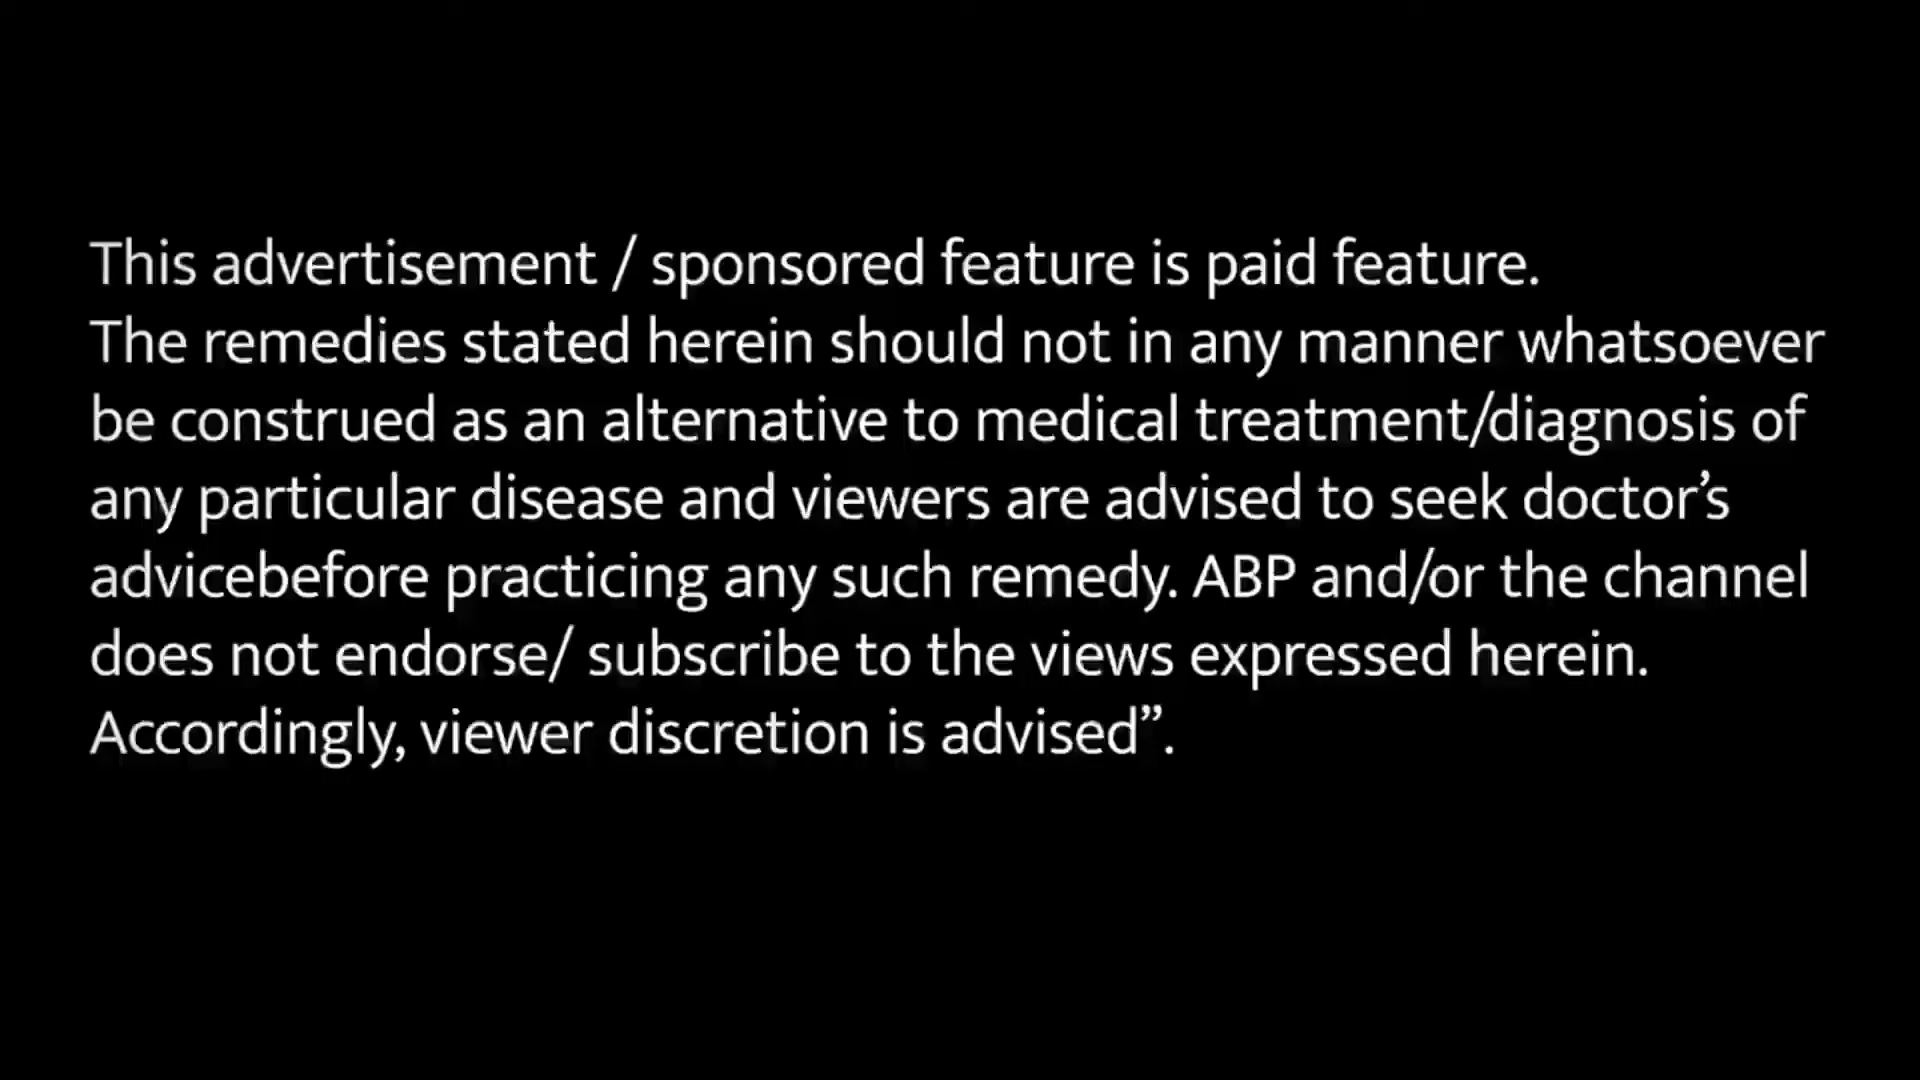 This advertisement / sponsored feature is paid feature.
The remedies stated herein should not in any manner whatsoever
be construed as an alternative to medical treatment/diagnosis of
any particular disease and viewers are advised to seek doctor’s
advicebefore practicing any such remedy. ABP and/or the channel
does not endorse/ subscribe to the views expressed herein.
Accordingly, viewer discretion is advised”.